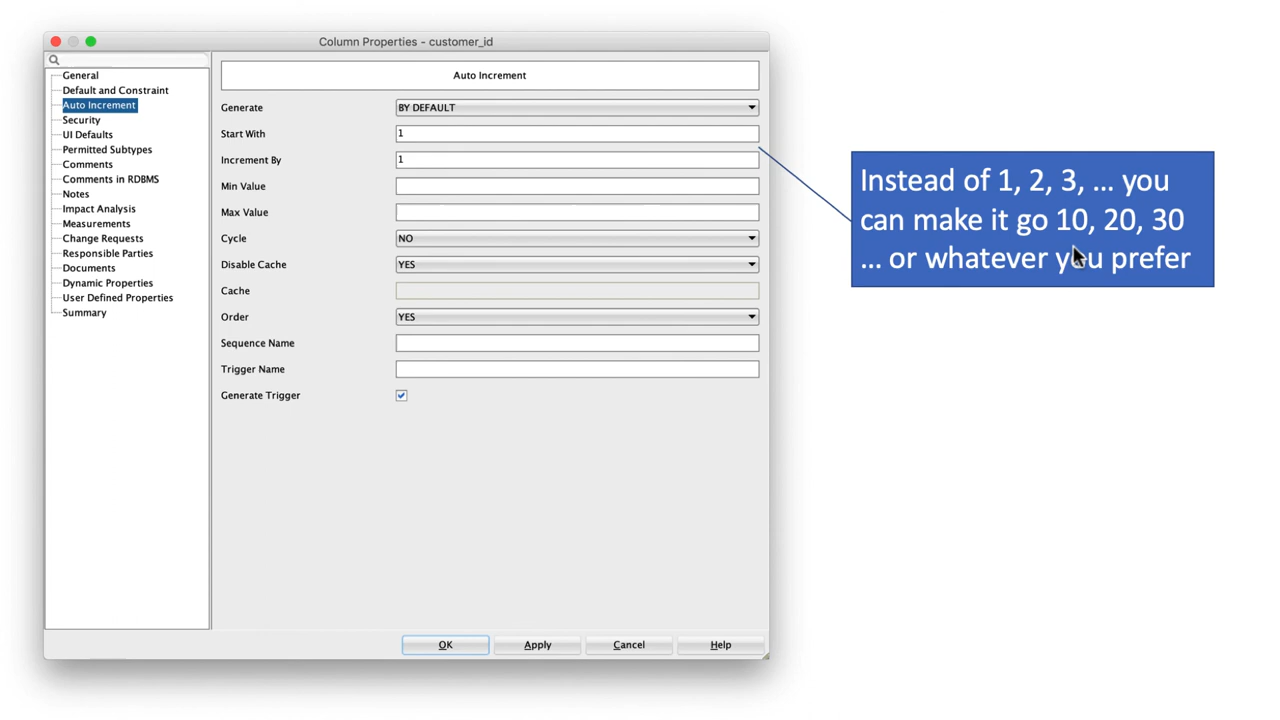 Column Properties - customer_id
General
Default and Constraint
Auto Increment
Security
UI Defaults
Permitted Subtypes
Comments
Comments in RDBMS
Notes
Impact Analysis
Measurements
Change Requests
Responsible Parties
Documents
Dynamic Properties
User Defined Properties
Summary
Auto Increment
Generate BY DEFAULT
Start With 1
Increment By 1
Min Value
Max Value
Cycle NO
Disable Cache YES
Cache
Order YES
Sequence Name
Trigger Name
Generate Trigger
OK Apply Cancel Help
Instead of 1, 2, 3, ... you
can make it go 10, 20, 30
... or whatever you prefer